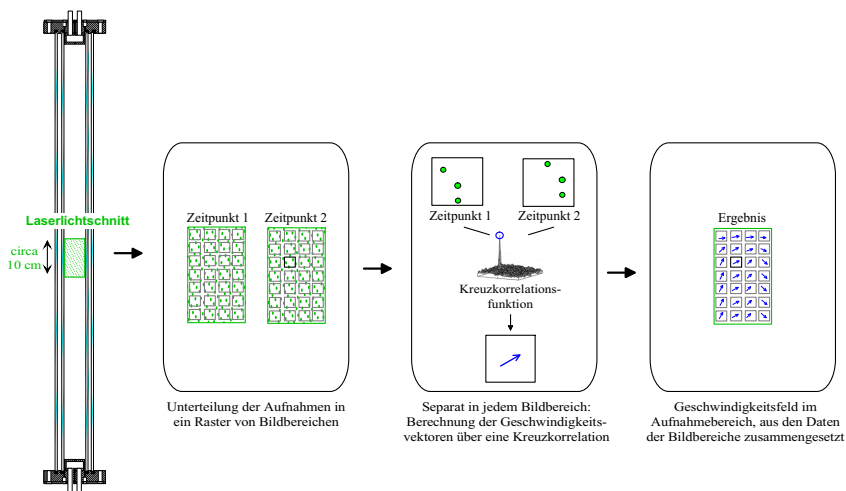 Laserlichtschnitt
circa
10 cm
Zeitpunkt 1
Zeitpunkt 2
Unterteilung der Aufnahmen in
ein Raster von Bildbereichen
Zeitpunkt 1
Zeitpunkt 2
Kreuzkorrelations-
funktion
Separat in jedem Bildbereich:
Berechnung der Geschwindigkeits-
vektoren über eine Kreuzkorrelation
Ergebnis
Geschwindigkeitsfeld im
Aufnahmebereich, aus den Daten
der Bildbereiche zusammengesetzt